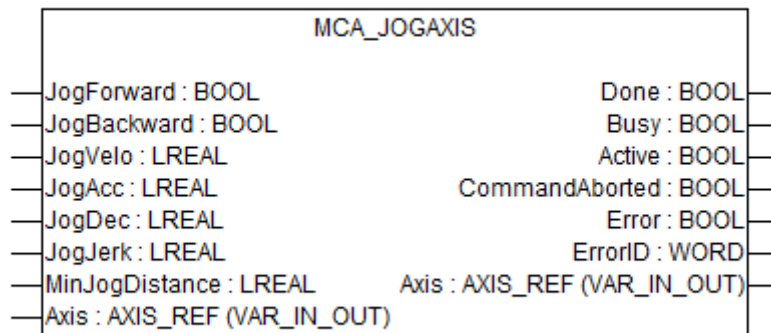 MCA_JOGAXIS
JogForward : BOOL Done : BOOL
JogBackward : BOOL Busy : BOOL
JogVelo : LREAL Active : BOOL
JogAcc : LREAL CommandAborted : BOOL
JogDec : LREAL Error : BOOL
JogJerk : LREAL ErrorID : WORD
MinJogDistance : LREAL Axis : AXIS_REF (VAR_IN_OUT)
Axis : AXIS_REF (VAR_IN_OUT)